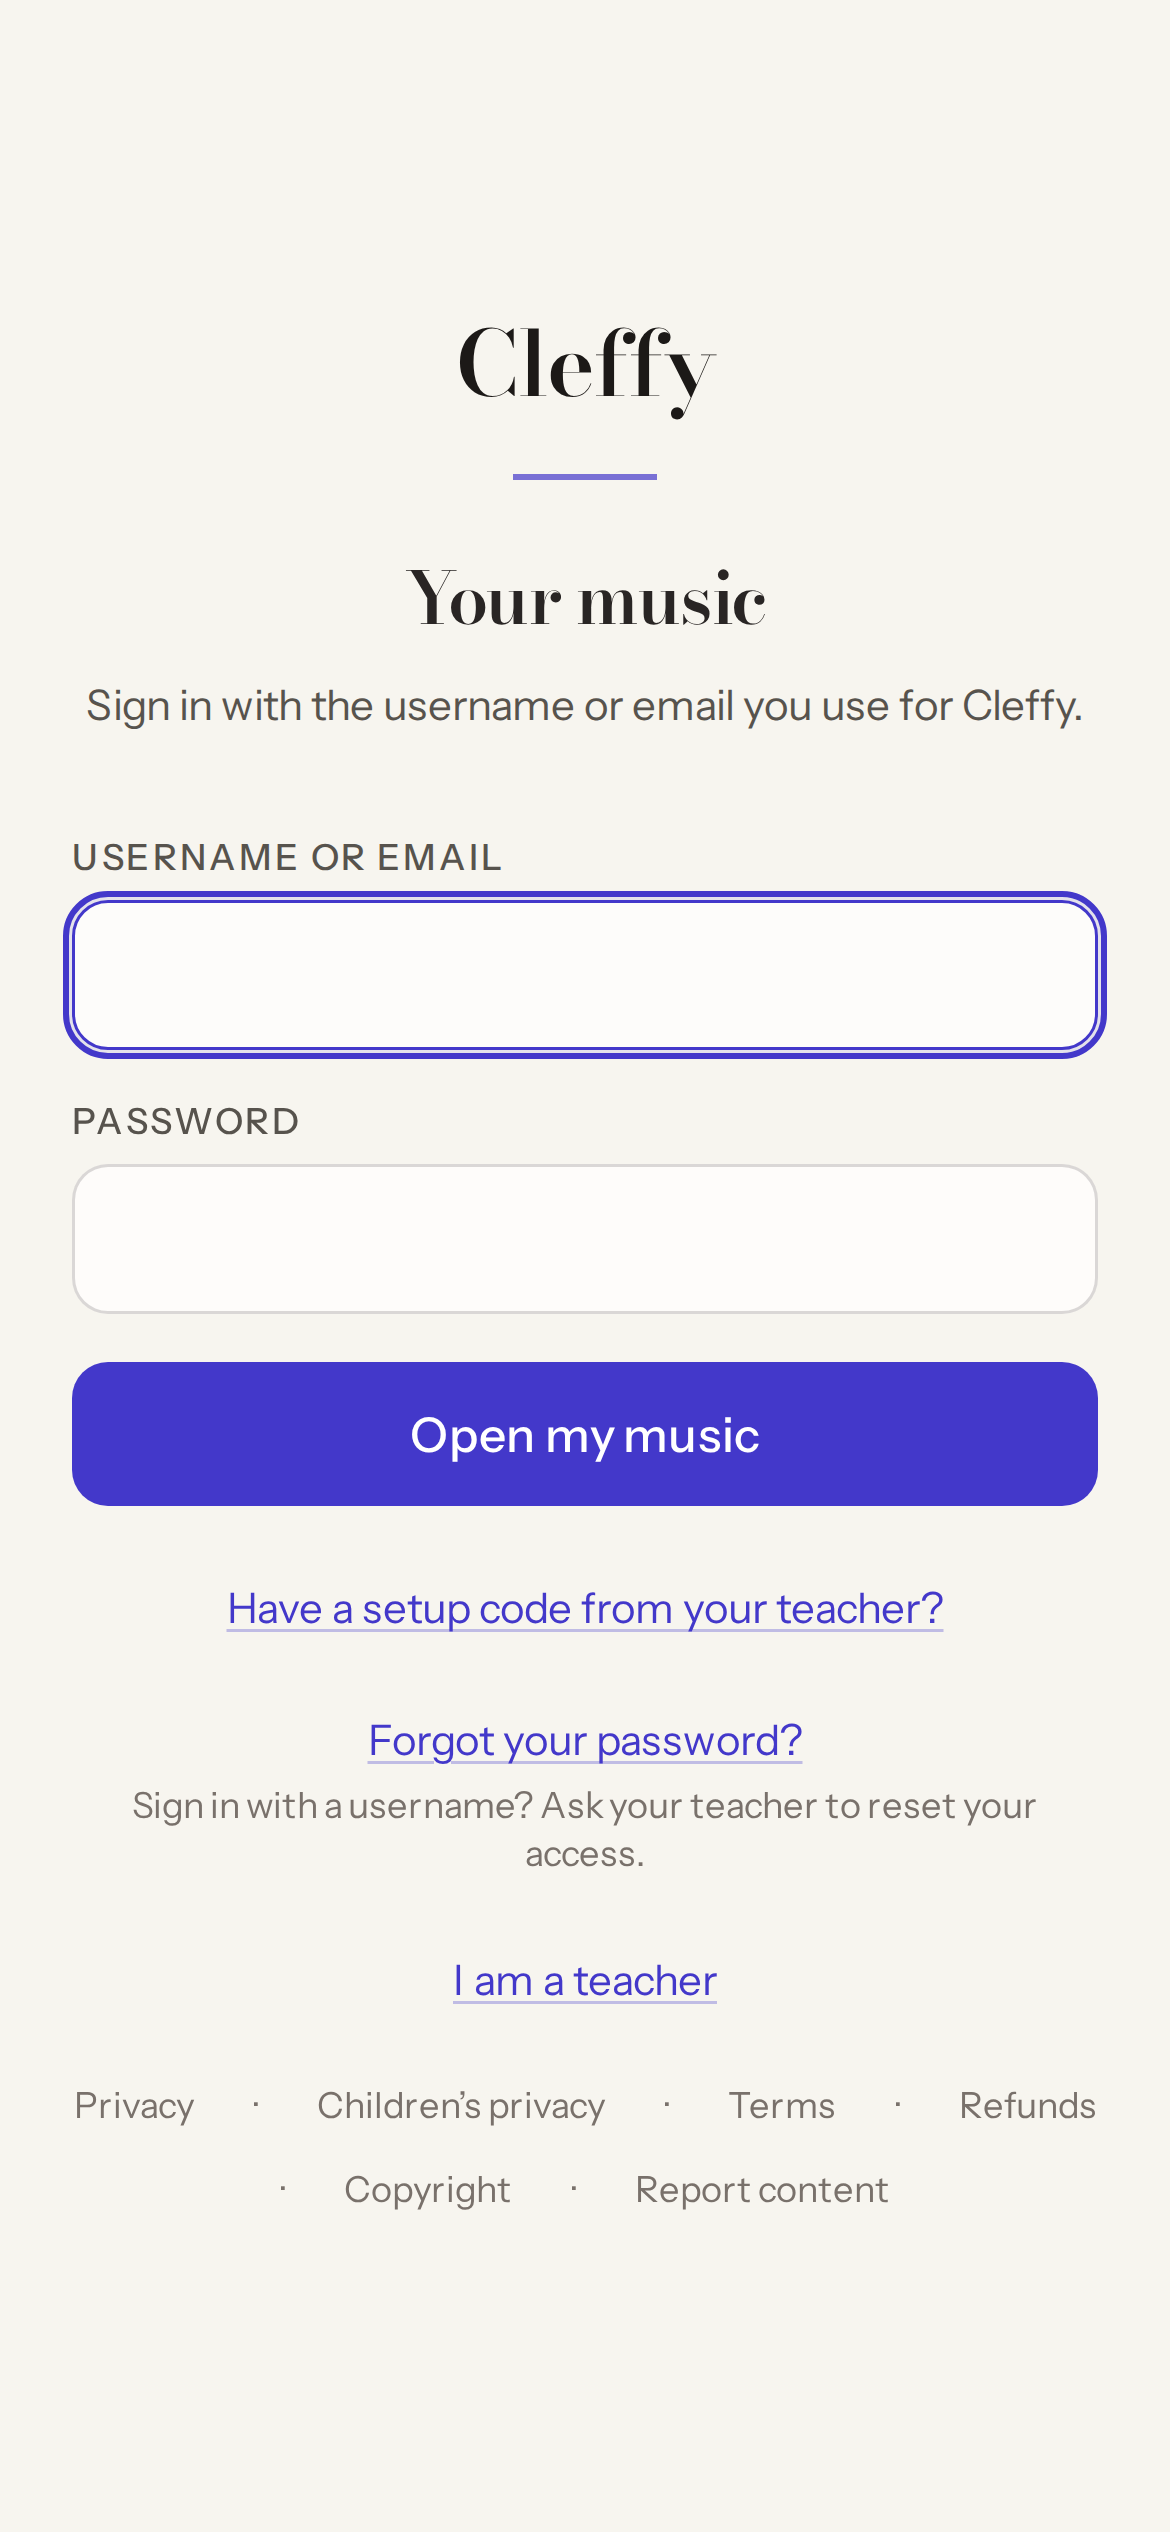 Cleffy
Your music
Sign in with the username or email you use for Cleffy.
USERNAME OR EMAIL
PASSWORD
Open my music
Have a setup code from your teacher?
Forgot your password?
Sign in with a username? Ask your teacher to reset your
access.
I am a teacher
Privacy · Children’s privacy · Terms · Refunds
· Copyright · Report content